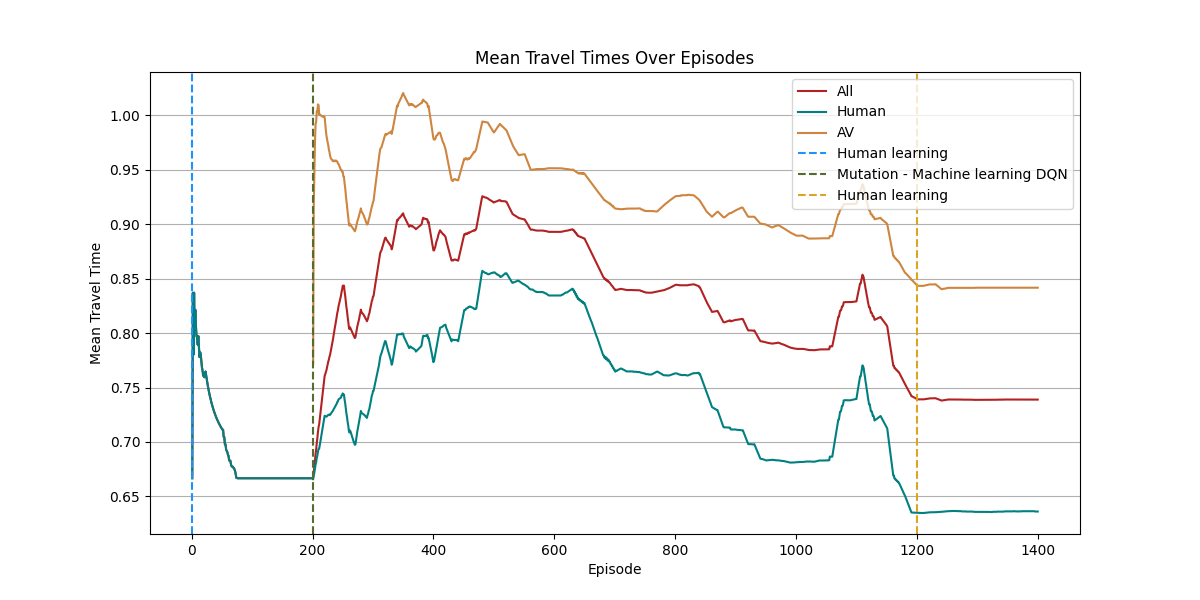 Mean Travel Times Over Episodes
Mean Travel Time
1.00
0.95
0.90
0.85
0.80
0.75
0.70
0.65
All
Human
AV
Human learning
Mutation - Machine learning DQN
Human learning
0
200
400
600
800
1000
1200
1400
Episode